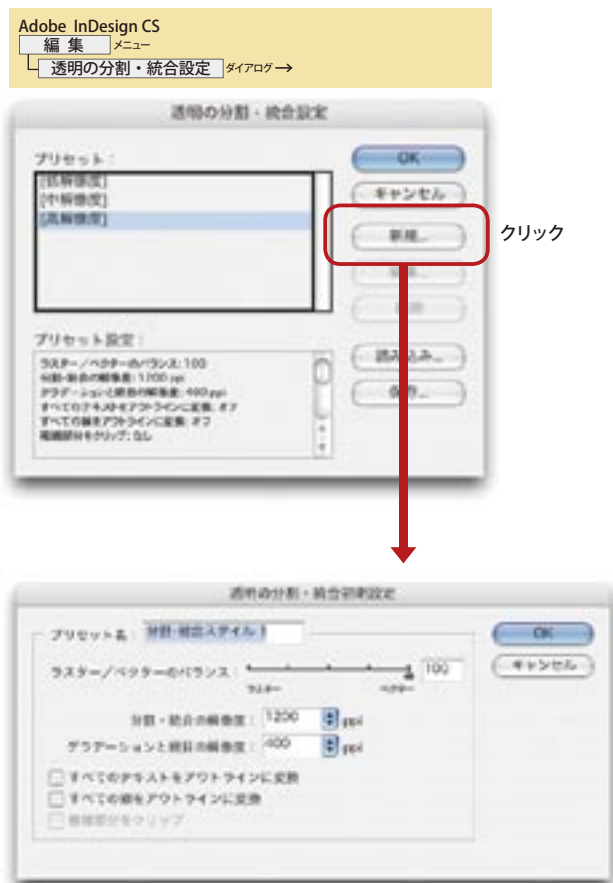 Adobe InDesign CS
編 集 メニュー
透明の分割・統合設定 ダイアログ→
透明の分割・統合設定
プリセット：
OK
[低解像度]
キャンセル
[中解像度]
[高解像度]
新規...
クリック
読み込み...
プリセット設定：
ラスター／ベクターのバランス: 100
保存...
分割・統合の解像度: 1200 ppi
グラデーションと網目の解像度: 400 ppi
すべてのテキストをアウトラインに変換: オフ
すべての線をアウトラインに変換: オフ
複雑部分をクリップ: なし
透明の分割・統合初期設定
プリセット名： 分割・統合スタイル 1
OK
ラスター／ベクターのバランス： 100
キャンセル
ラスター ベクター
分割・統合の解像度： 1200 ppi
グラデーションと網目の解像度： 400 ppi
すべてのテキストをアウトラインに変換
すべての線をアウトラインに変換
複雑部分をクリップ